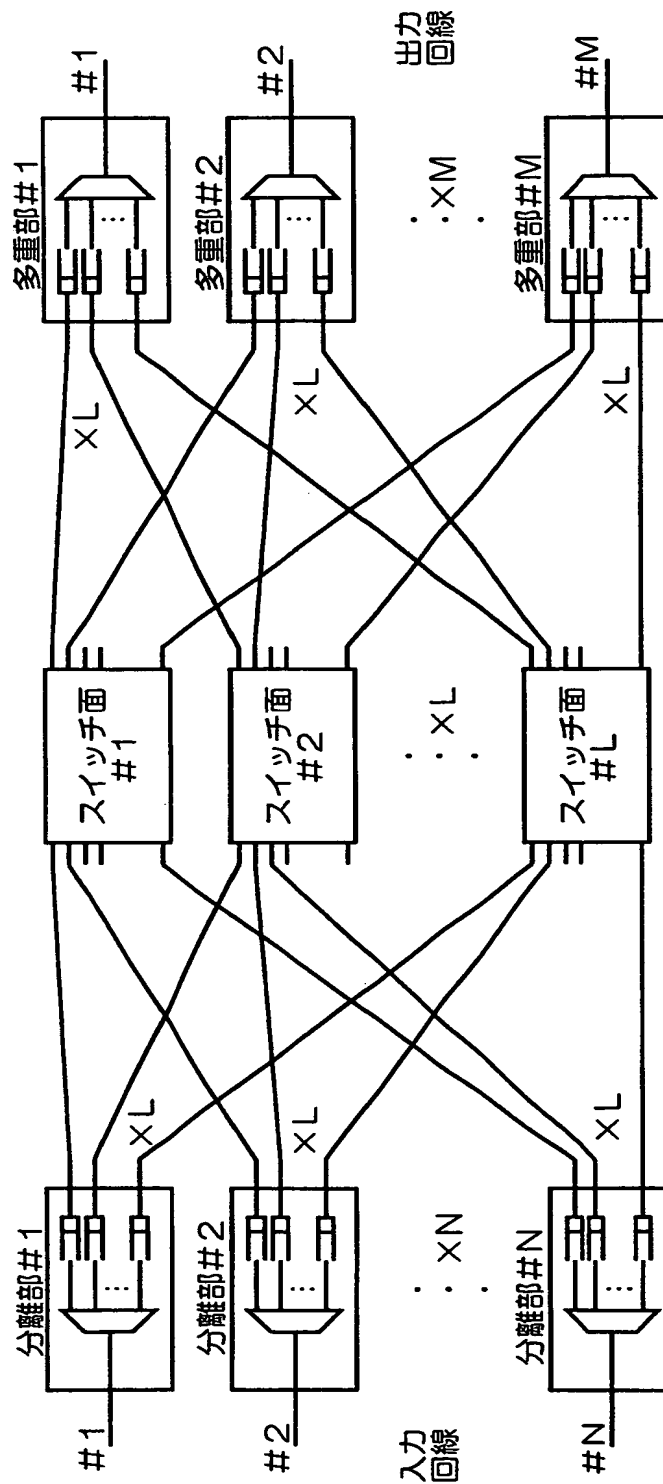 #1
分離部#1
×L
スイッチ面
#1
×L
多重部#1
#1
#2
分離部#2
×L
スイッチ面
#2
×L
多重部#2
#2
入力
回線
×N
×L
×M
出力
回線
#N
分離部#N
×L
スイッチ面
#L
×L
多重部#M
#M